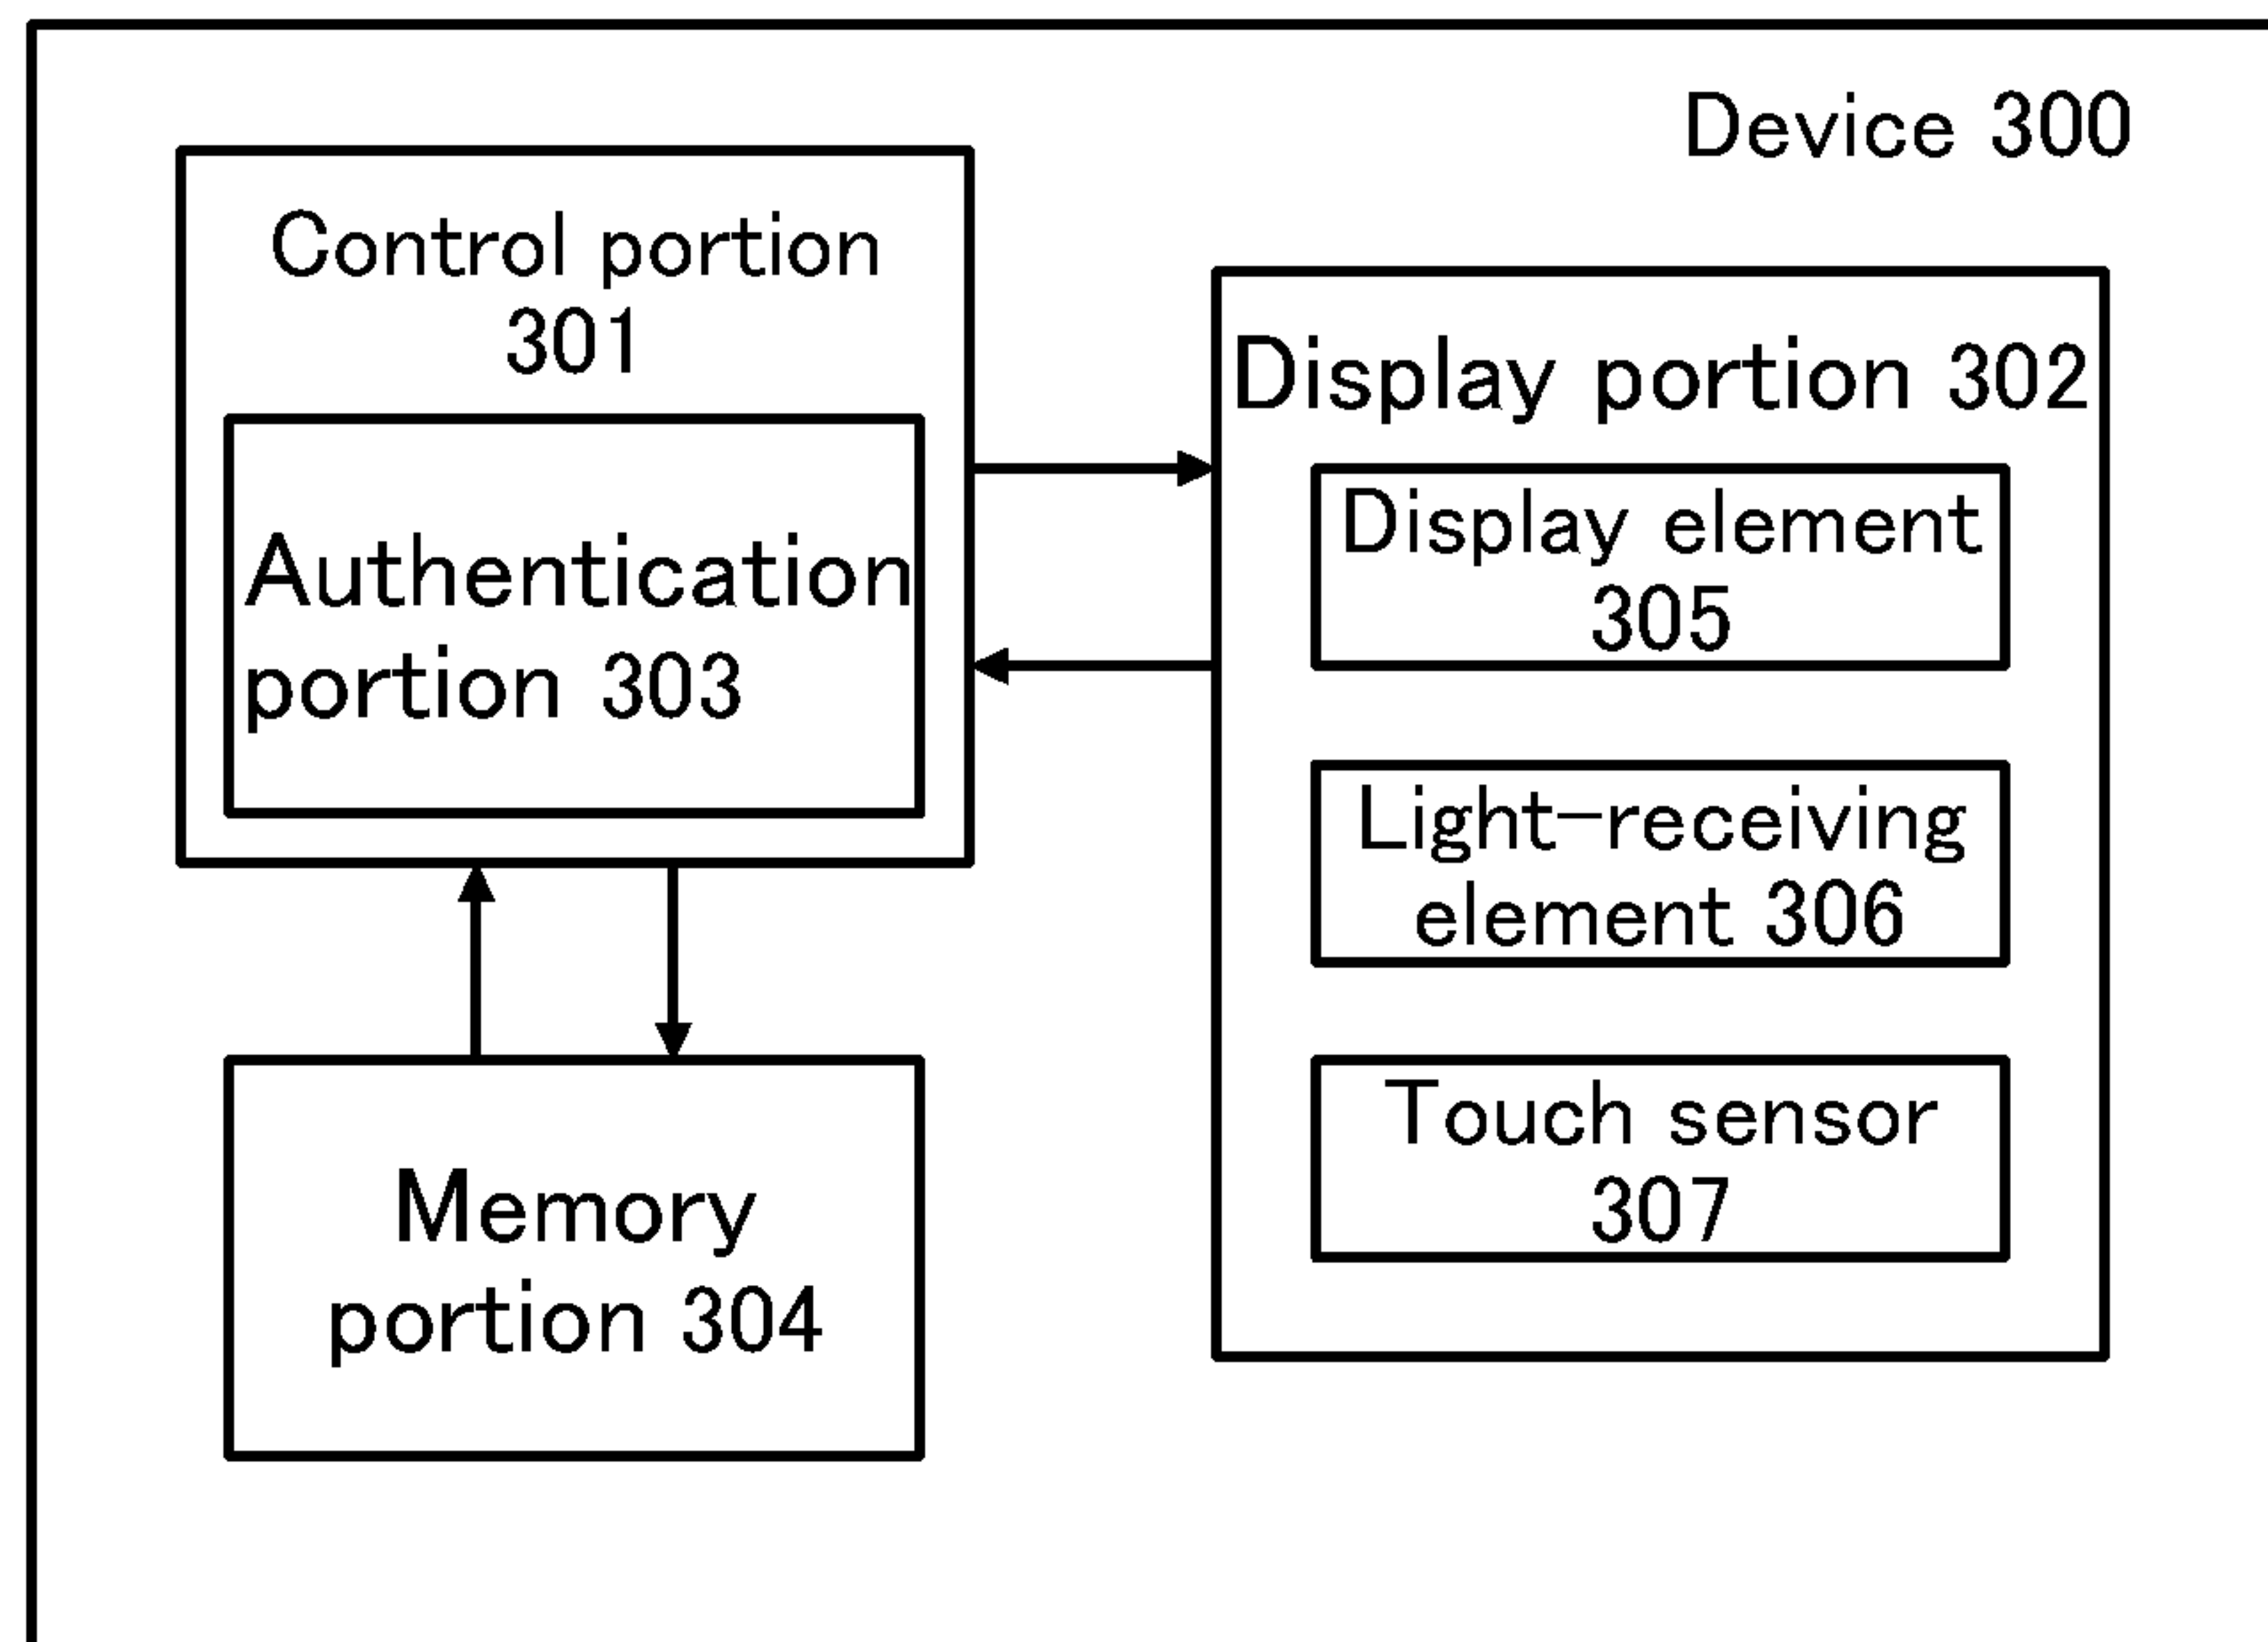 Device 300
Control portion
301
Authentication
portion 303
Memory
portion 304
Display portion 302
Display element
305
Light-receiving
element 306
Touch sensor
307